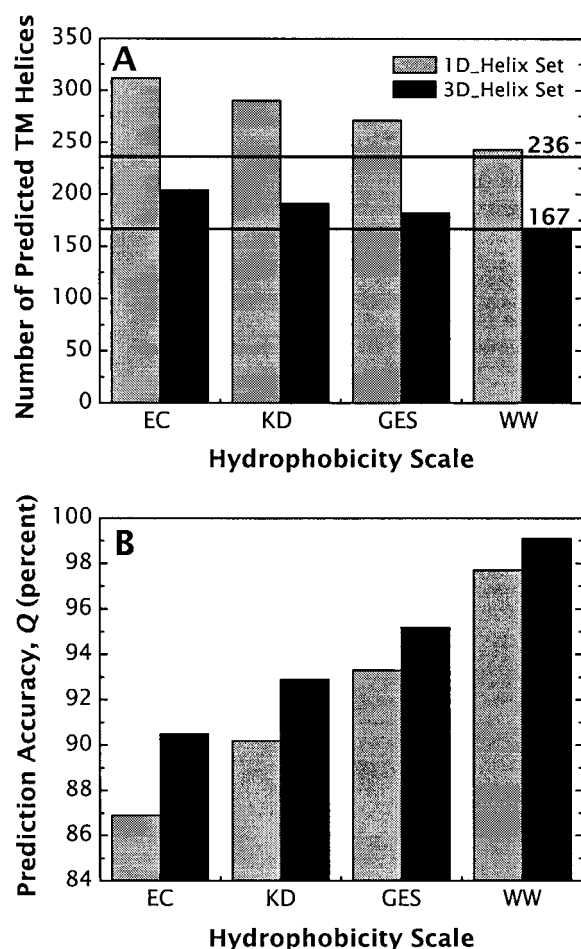 A
Number of Predicted TM Helices
350
300
250
200
150
100
50
0
1D_Helix Set
3D_Helix Set
236
167
EC KD GES WW
Hydrophobicity Scale
B
Prediction Accuracy, Q (percent)
100
98
96
94
92
90
88
86
84
EC KD GES WW
Hydrophobicity Scale